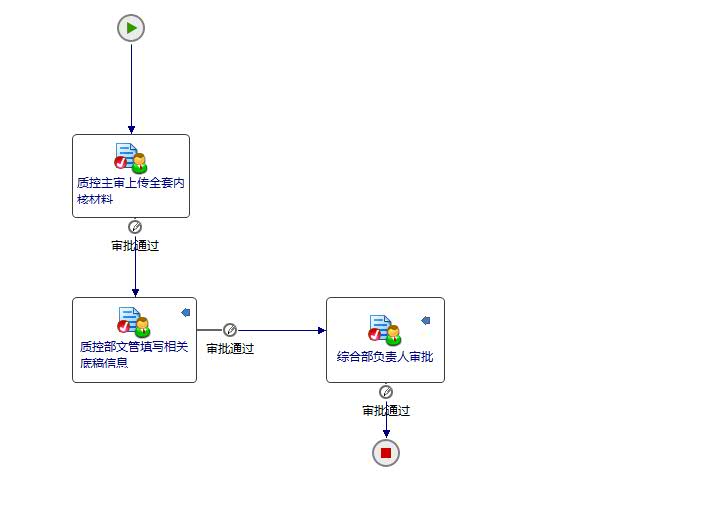 质控主审上传全套内
核材料
审批通过
质控部文管填写相关
底稿信息
审批通过
综合部负责人审批
审批通过